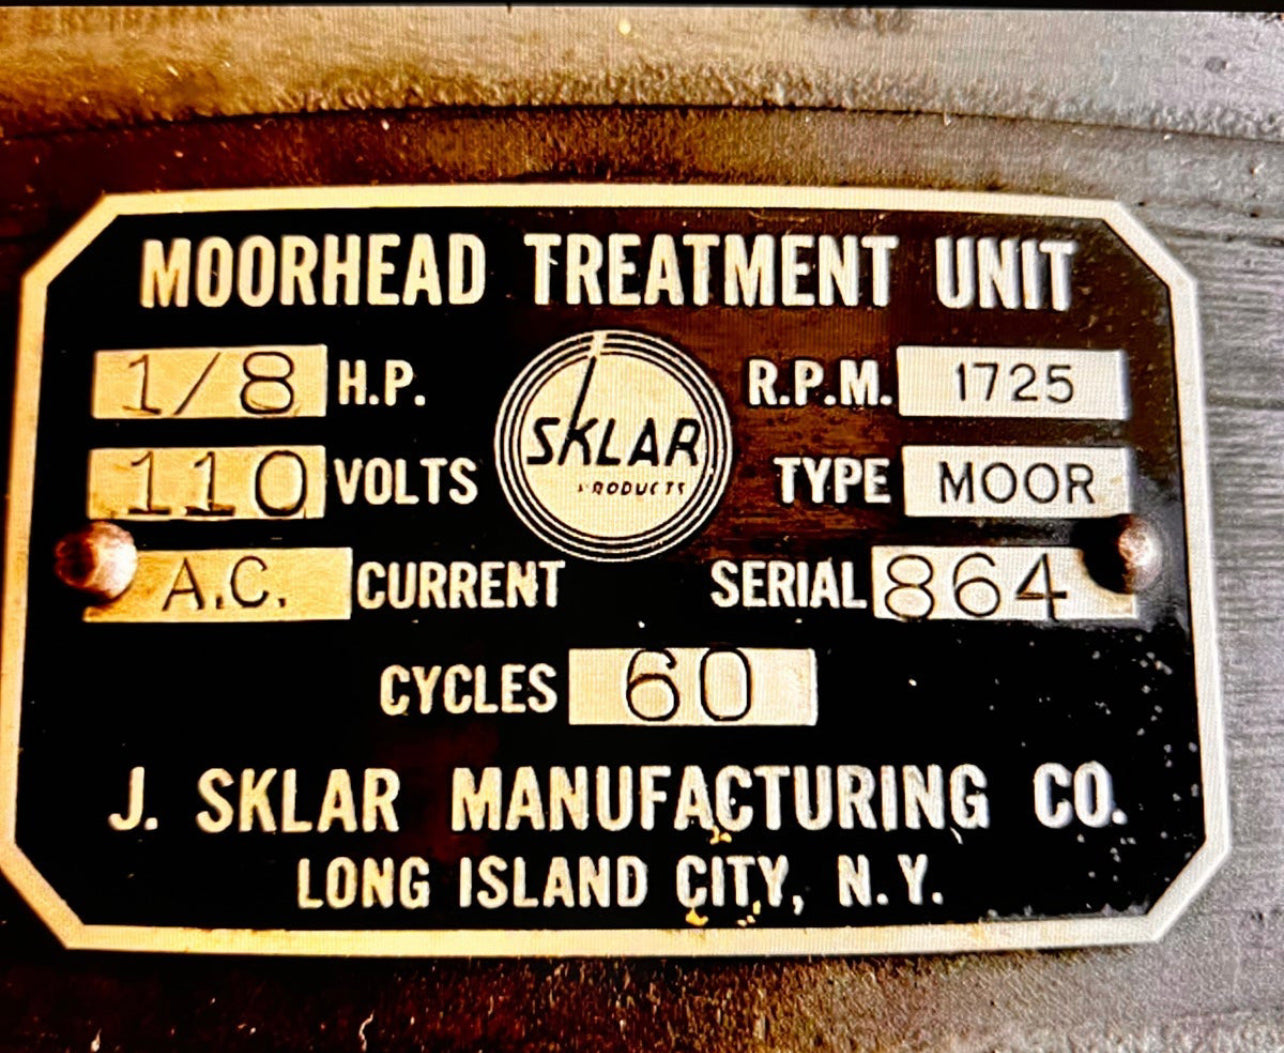 MOORHEAD TREATMENT UNIT
1/8 H.P.
R.P.M. 1725
SKLAR
PRODUCTS
110 VOLTS
TYPE MOOR
A.C. CURRENT
SERIAL 864
CYCLES 60
J. SKLAR MANUFACTURING CO.
LONG ISLAND CITY, N.Y.